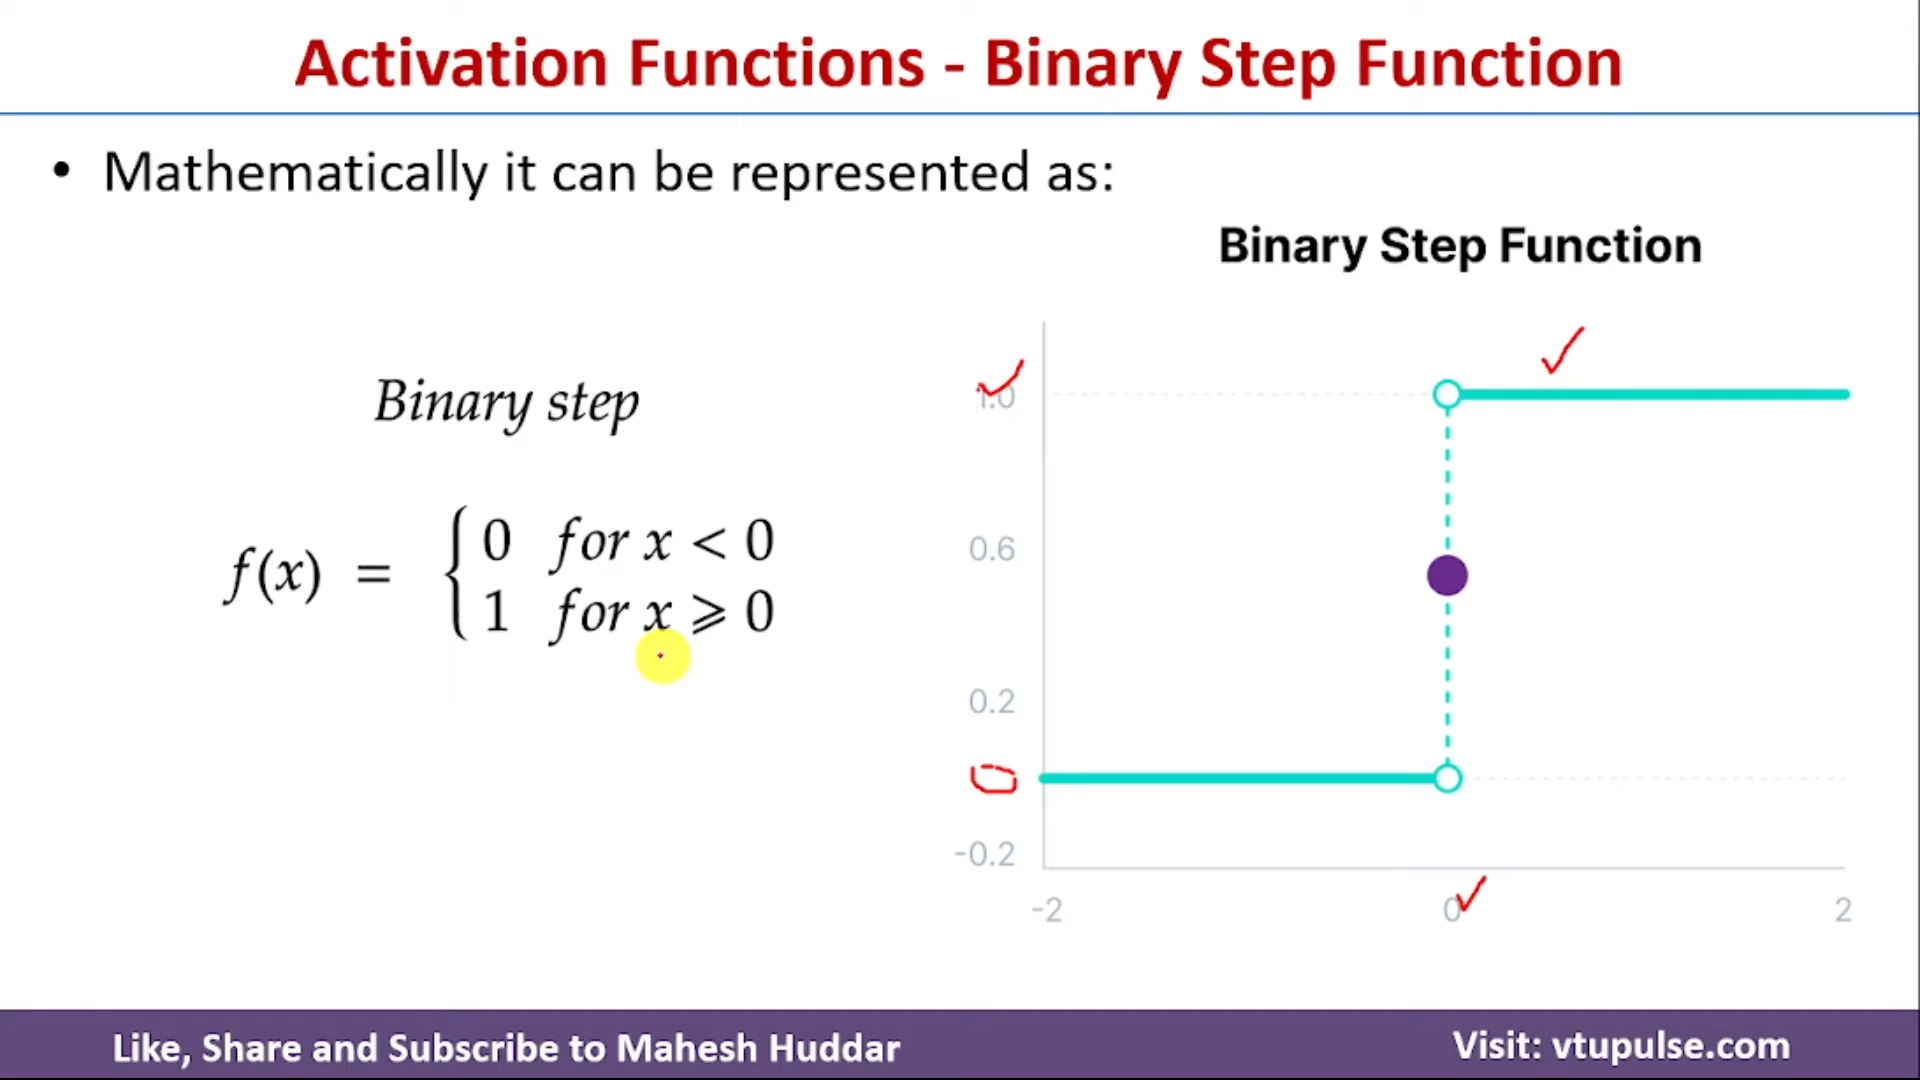 Activation Functions - Binary Step Function
• Mathematically it can be represented as:
Binary Step Function
Binary step
f(x) = { 0 for x < 0
1 for x ⩾ 0
1.0
0.6
0.2
0
-0.2
-2 0 2
Like, Share and Subscribe to Mahesh Huddar
Visit: vtupulse.com